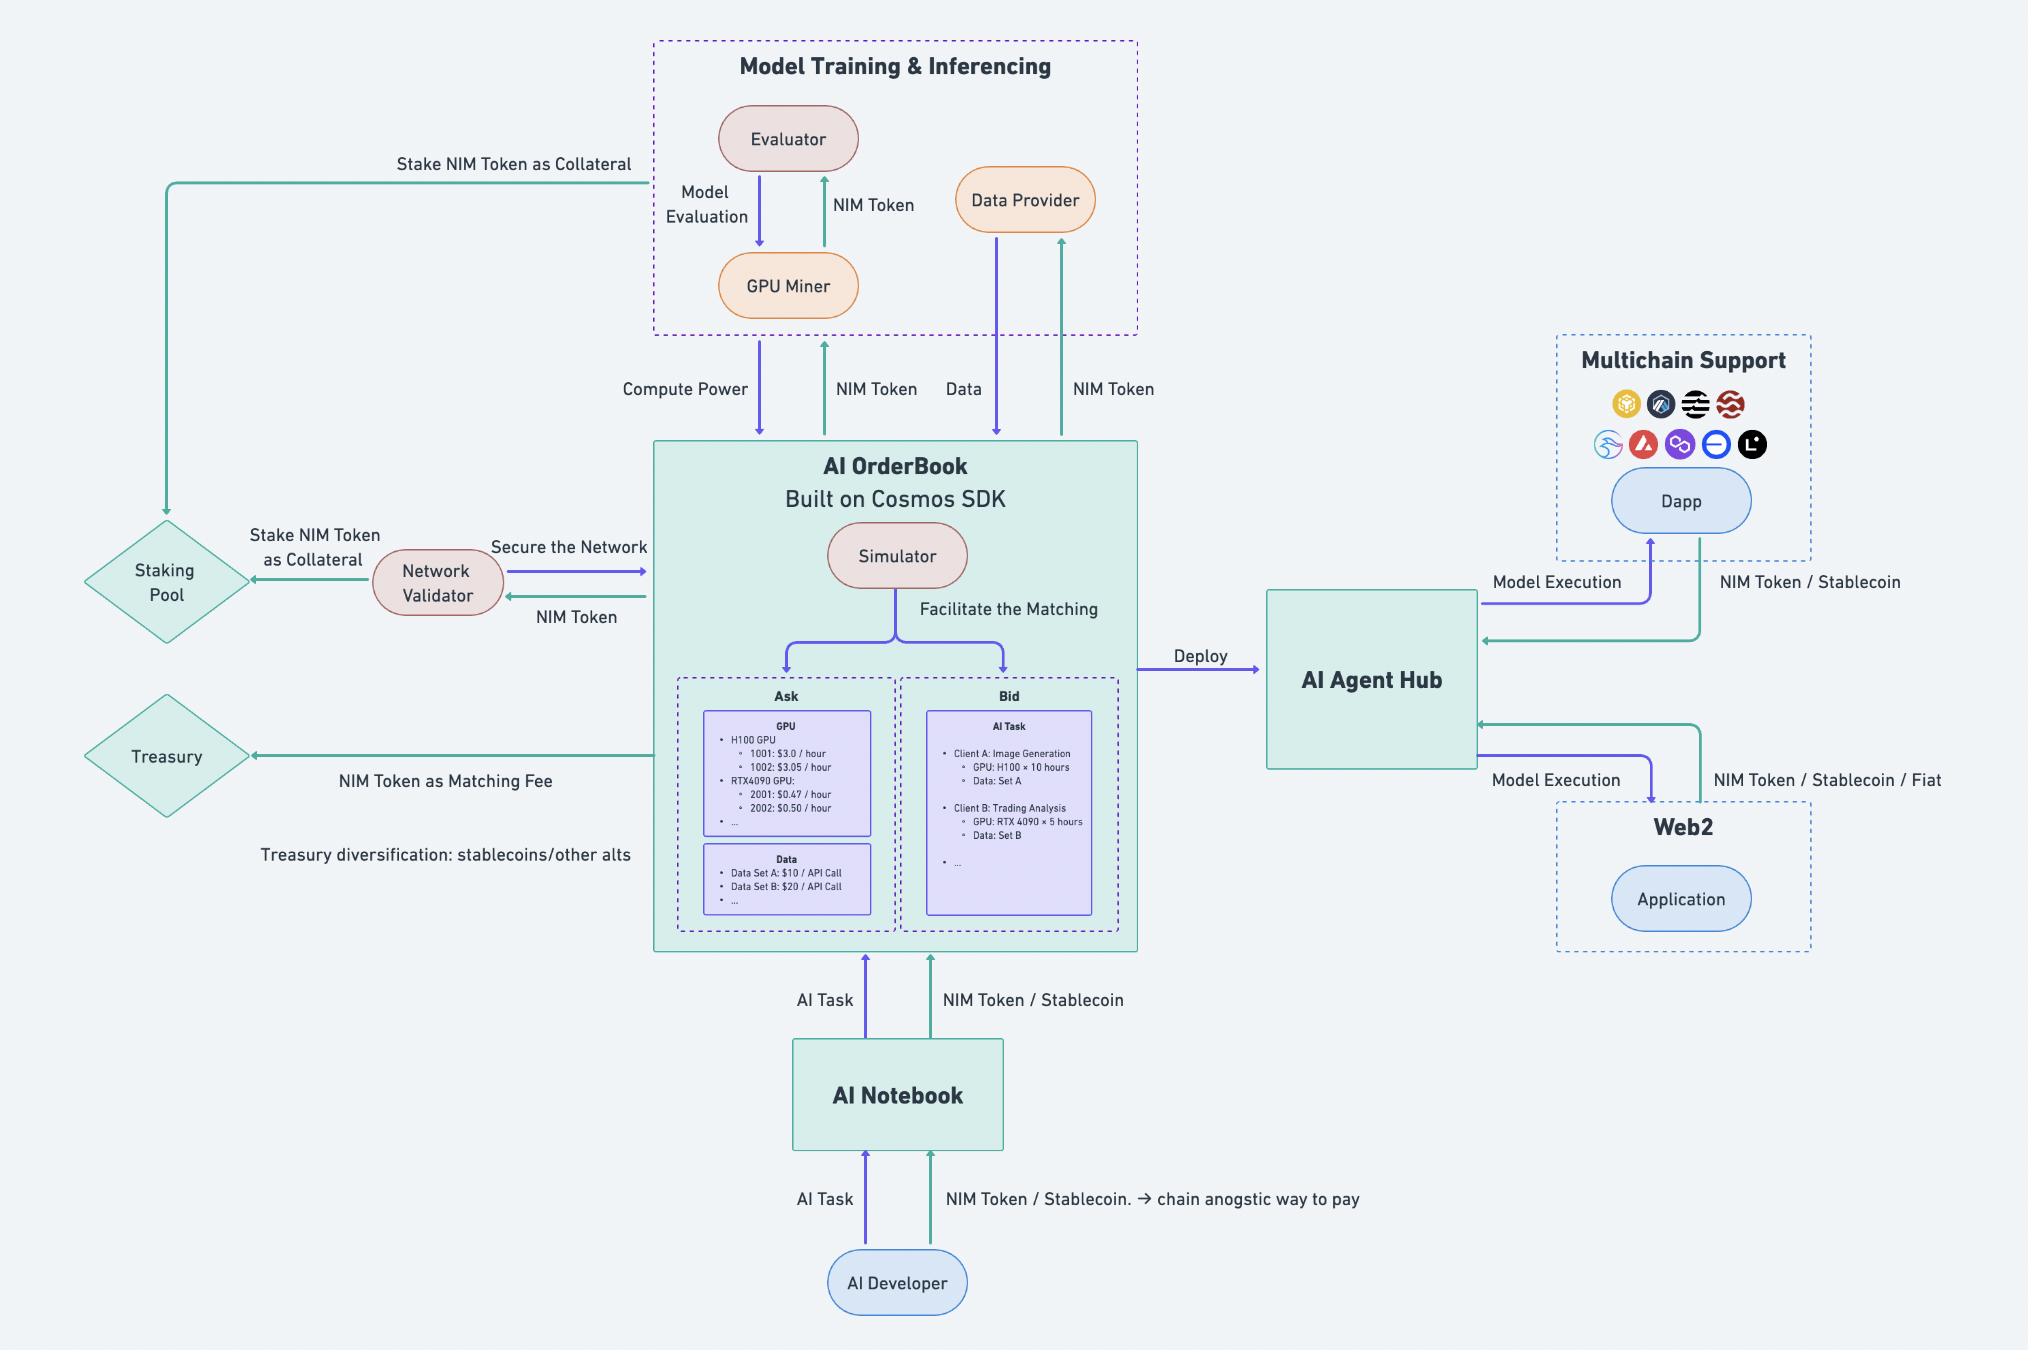 Model Training & Inferencing
Evaluator
Stake NIM Token as Collateral
Model
Evaluation
NIM Token
Data Provider
GPU Miner
Compute Power
NIM Token
Data
NIM Token
Multichain Support
Dapp
AI OrderBook
Built on Cosmos SDK
Simulator
Facilitate the Matching
Stake NIM Token
as Collateral
Staking
Pool
Network
Validator
Secure the Network
NIM Token
Model Execution
NIM Token / Stablecoin
Deploy
AI Agent Hub
Ask
GPU
• H100 GPU
◦ 1001: $3.0 / hour
◦ 1002: $3.05 / hour
• RTX4090 GPU:
◦ 2001: $0.47 / hour
◦ 2002: $0.50 / hour
• ...
Data
• Data Set A: $10 / API Call
• Data Set B: $20 / API Call
• ...
Bid
AI Task
• Client A: Image Generation
◦ GPU: H100 × 10 hours
◦ Data: Set A
• Client B: Trading Analysis
◦ GPU: RTX 4090 × 5 hours
◦ Data: Set B
• ...
Treasury
NIM Token as Matching Fee
Treasury diversification: stablecoins/other alts
Model Execution
NIM Token / Stablecoin / Fiat
Web2
Application
AI Task
NIM Token / Stablecoin
AI Notebook
AI Task
NIM Token / Stablecoin. → chain anogstic way to pay
AI Developer